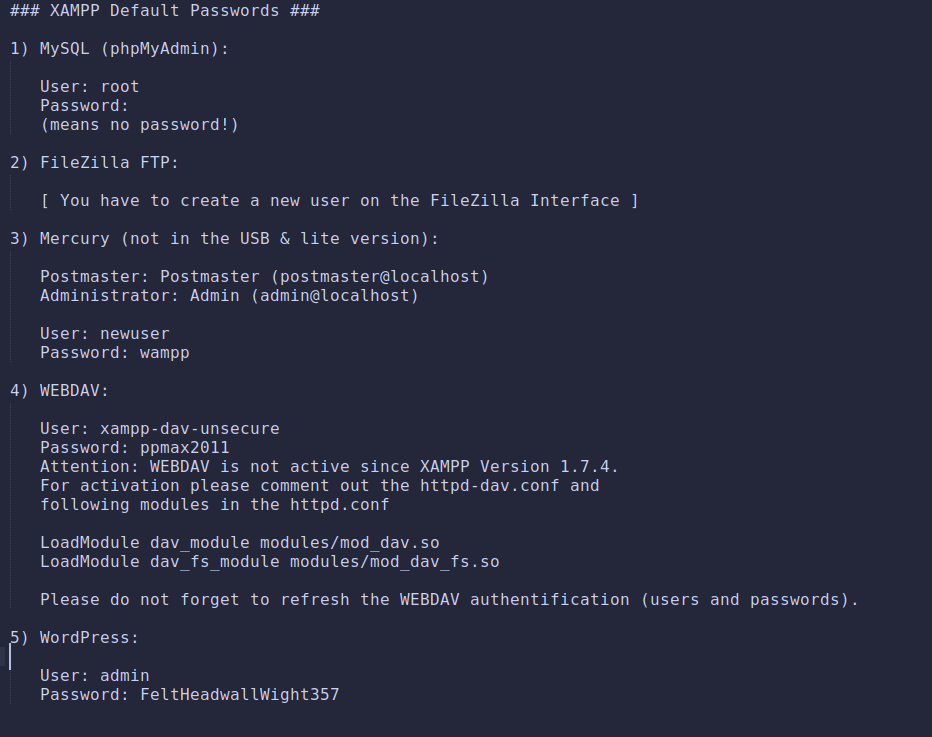 ### XAMPP Default Passwords ###
1) MySQL (phpMyAdmin):
User: root
Password:
(means no password!)
2) FileZilla FTP:
[ You have to create a new user on the FileZilla Interface ]
3) Mercury (not in the USB & lite version):
Postmaster: Postmaster (postmaster@localhost)
Administrator: Admin (admin@localhost)
User: newuser
Password: wampp
4) WEBDAV:
User: xampp-dav-unsecure
Password: ppmax2011
Attention: WEBDAV is not active since XAMPP Version 1.7.4.
For activation please comment out the httpd-dav.conf and
following modules in the httpd.conf
LoadModule dav_module modules/mod_dav.so
LoadModule dav_fs_module modules/mod_dav_fs.so
Please do not forget to refresh the WEBDAV authentification (users and passwords).
5) WordPress:
User: admin
Password: FeltHeadwallWight357